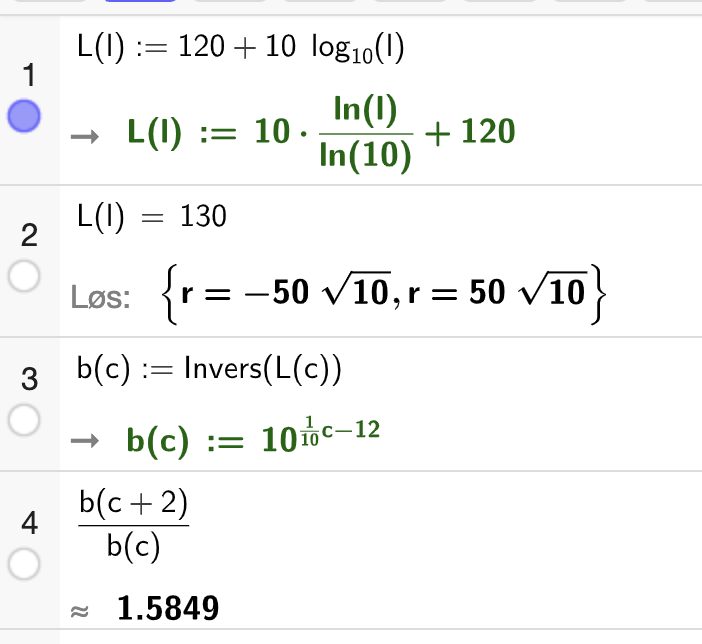 1
L(I) := 120 + 10 log₁₀(I)
→ L(I) := 10 · ln(I)/ln(10) + 120
2
L(I) = 130
Løs: {r = −50 √10, r = 50 √10}
3
b(c) := Invers(L(c))
→ b(c) := 10^(1/10 c−12)
4
b(c + 2)/b(c)
≈ 1.5849